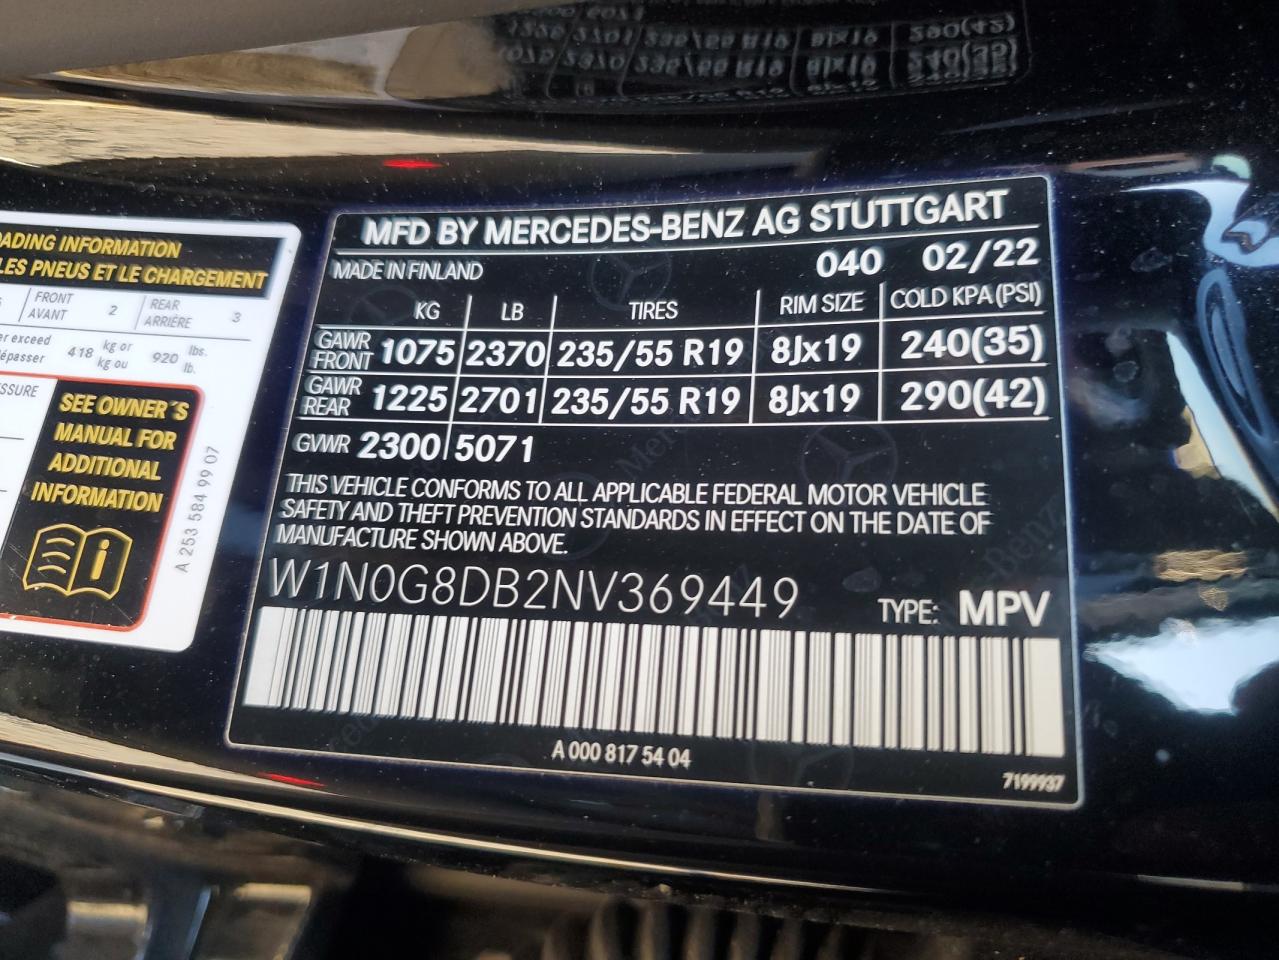 MFD BY MERCEDES-BENZ AG STUTTGART
MADE IN FINLAND 040 02/22
KG LB TIRES RIM SIZE COLD KPA (PSI)
GAWR FRONT 1075 2370 235/55 R19 8Jx19 240(35)
GAWR REAR 1225 2701 235/55 R19 8Jx19 290(42)
GVWR 2300 5071
THIS VEHICLE CONFORMS TO ALL APPLICABLE FEDERAL MOTOR VEHICLE
SAFETY AND THEFT PREVENTION STANDARDS IN EFFECT ON THE DATE OF
MANUFACTURE SHOWN ABOVE.
W1N0G8DB2NV369449 TYPE: MPV
A 000 817 54 04
7199937
INFORMATION
LES PNEUS ET LE CHARGEMENT
FRONT AVANT 2 REAR ARRIÈRE 3
exceed
418 kg or kg ou 920 lbs. lb.
SEE OWNER'S
MANUAL FOR
ADDITIONAL
INFORMATION
A 253 584 99 07